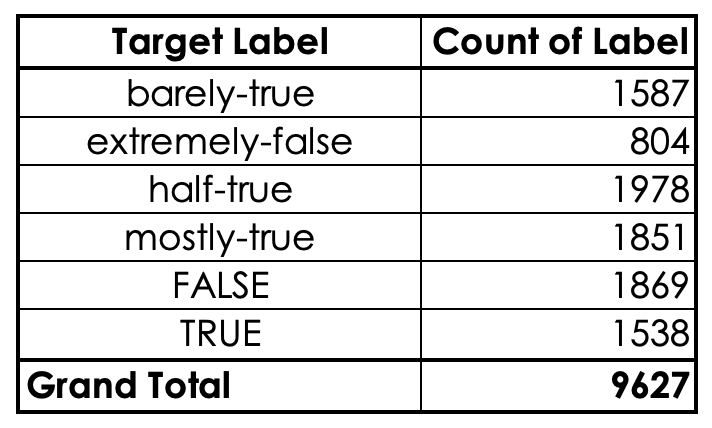 Target Label Count of Label
barely-true 1587
extremely-false 804
half-true 1978
mostly-true 1851
FALSE 1869
TRUE 1538
Grand Total 9627